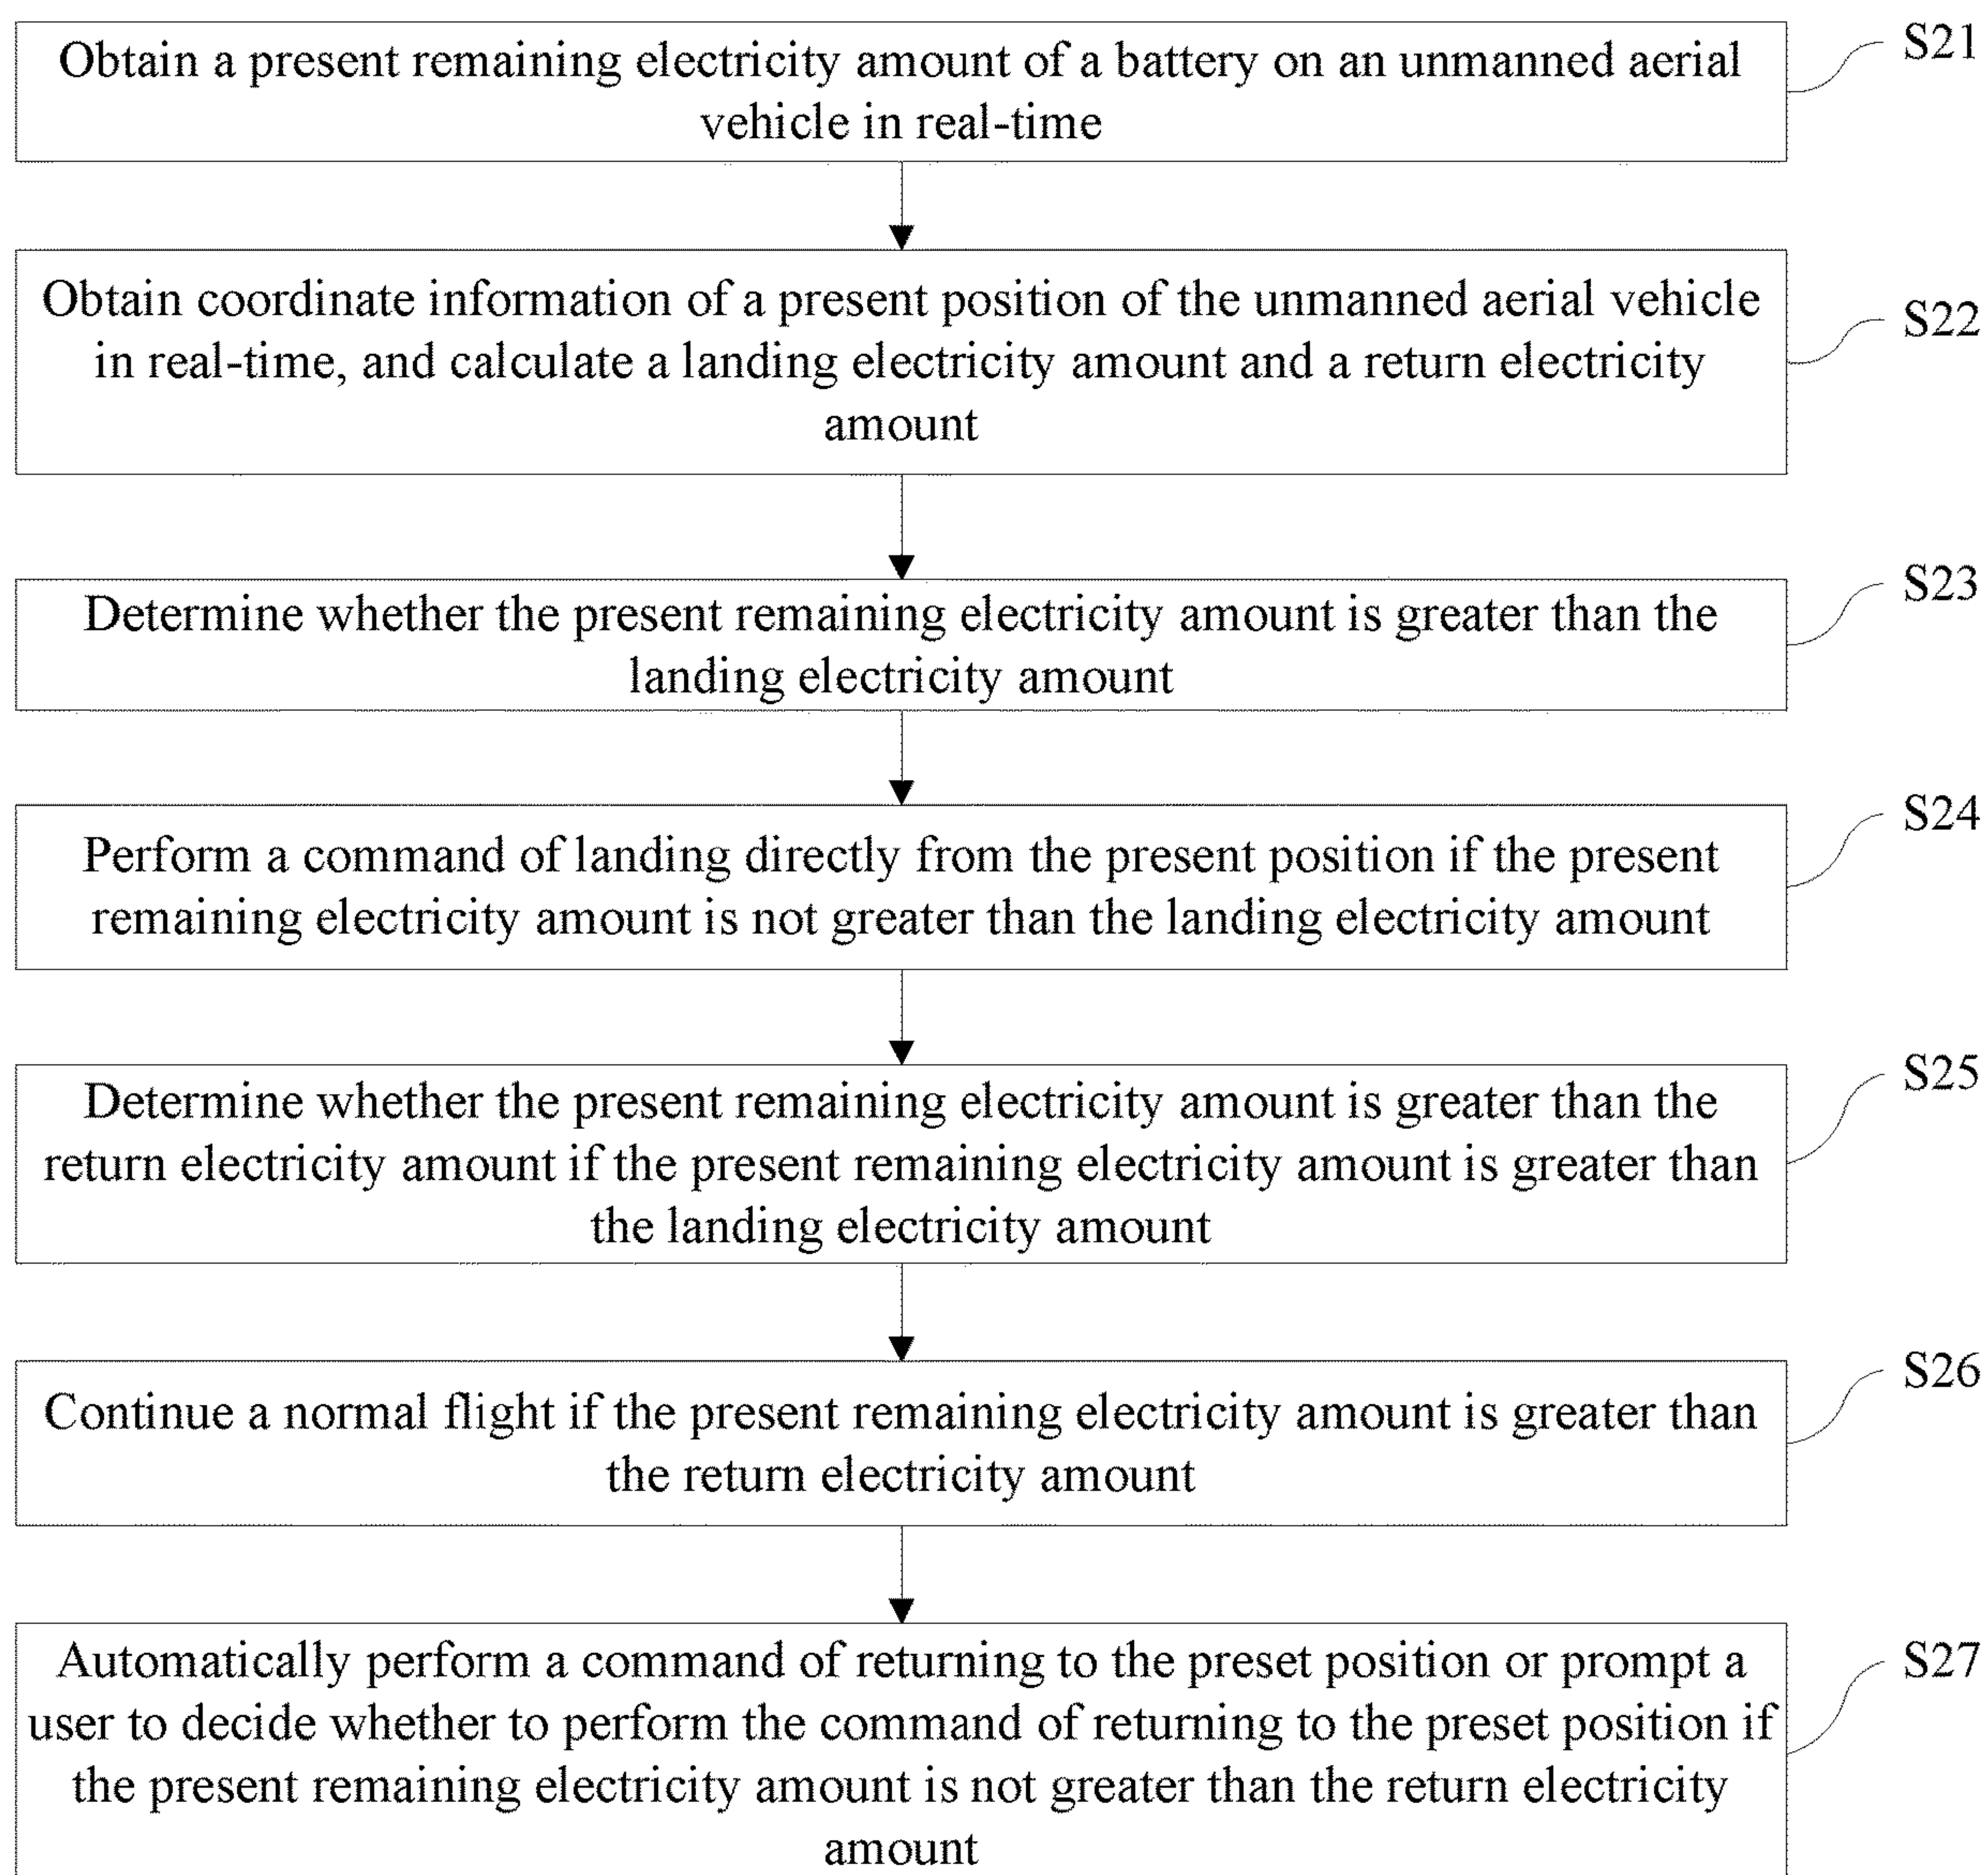 Obtain a present remaining electricity amount of a battery on an unmanned aerial
vehicle in real-time
S21
Obtain coordinate information of a present position of the unmanned aerial vehicle
in real-time, and calculate a landing electricity amount and a return electricity
amount
S22
Determine whether the present remaining electricity amount is greater than the
landing electricity amount
S23
Perform a command of landing directly from the present position if the present
remaining electricity amount is not greater than the landing electricity amount
S24
Determine whether the present remaining electricity amount is greater than the
return electricity amount if the present remaining electricity amount is greater than
the landing electricity amount
S25
Continue a normal flight if the present remaining electricity amount is greater than
the return electricity amount
S26
Automatically perform a command of returning to the preset position or prompt a
user to decide whether to perform the command of returning to the preset position if
the present remaining electricity amount is not greater than the return electricity
amount
S27